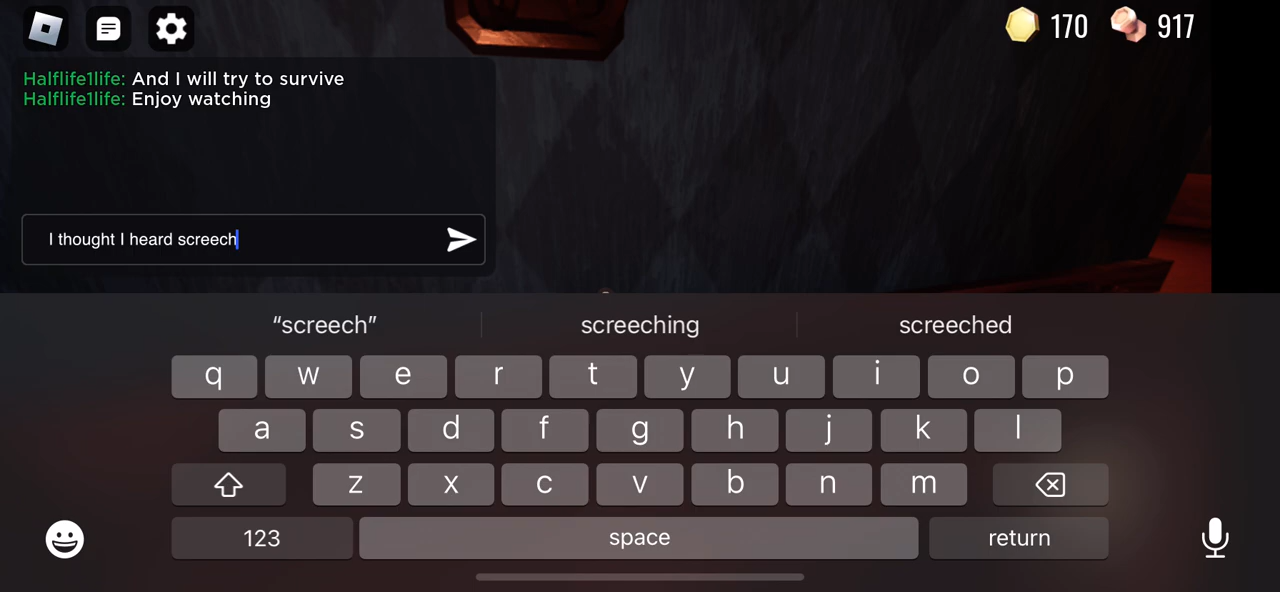 170 917
Halflife1life: And I will try to survive
Halflife1life: Enjoy watching
I thought I heard screech
“screech” screeching screeched
q w e r t y u i o p
a s d f g h j k l
z x c v b n m
123 space return